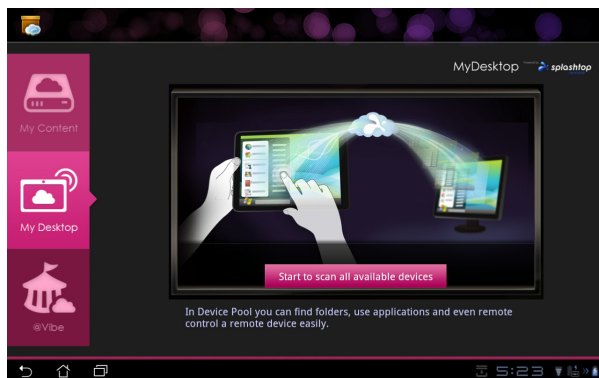 MyDesktop splashtop
My Content
My Desktop
@Vibe
Start to scan all available devices
In Device Pool you can find folders, use applications and even remote
control a remote device easily.
5:23